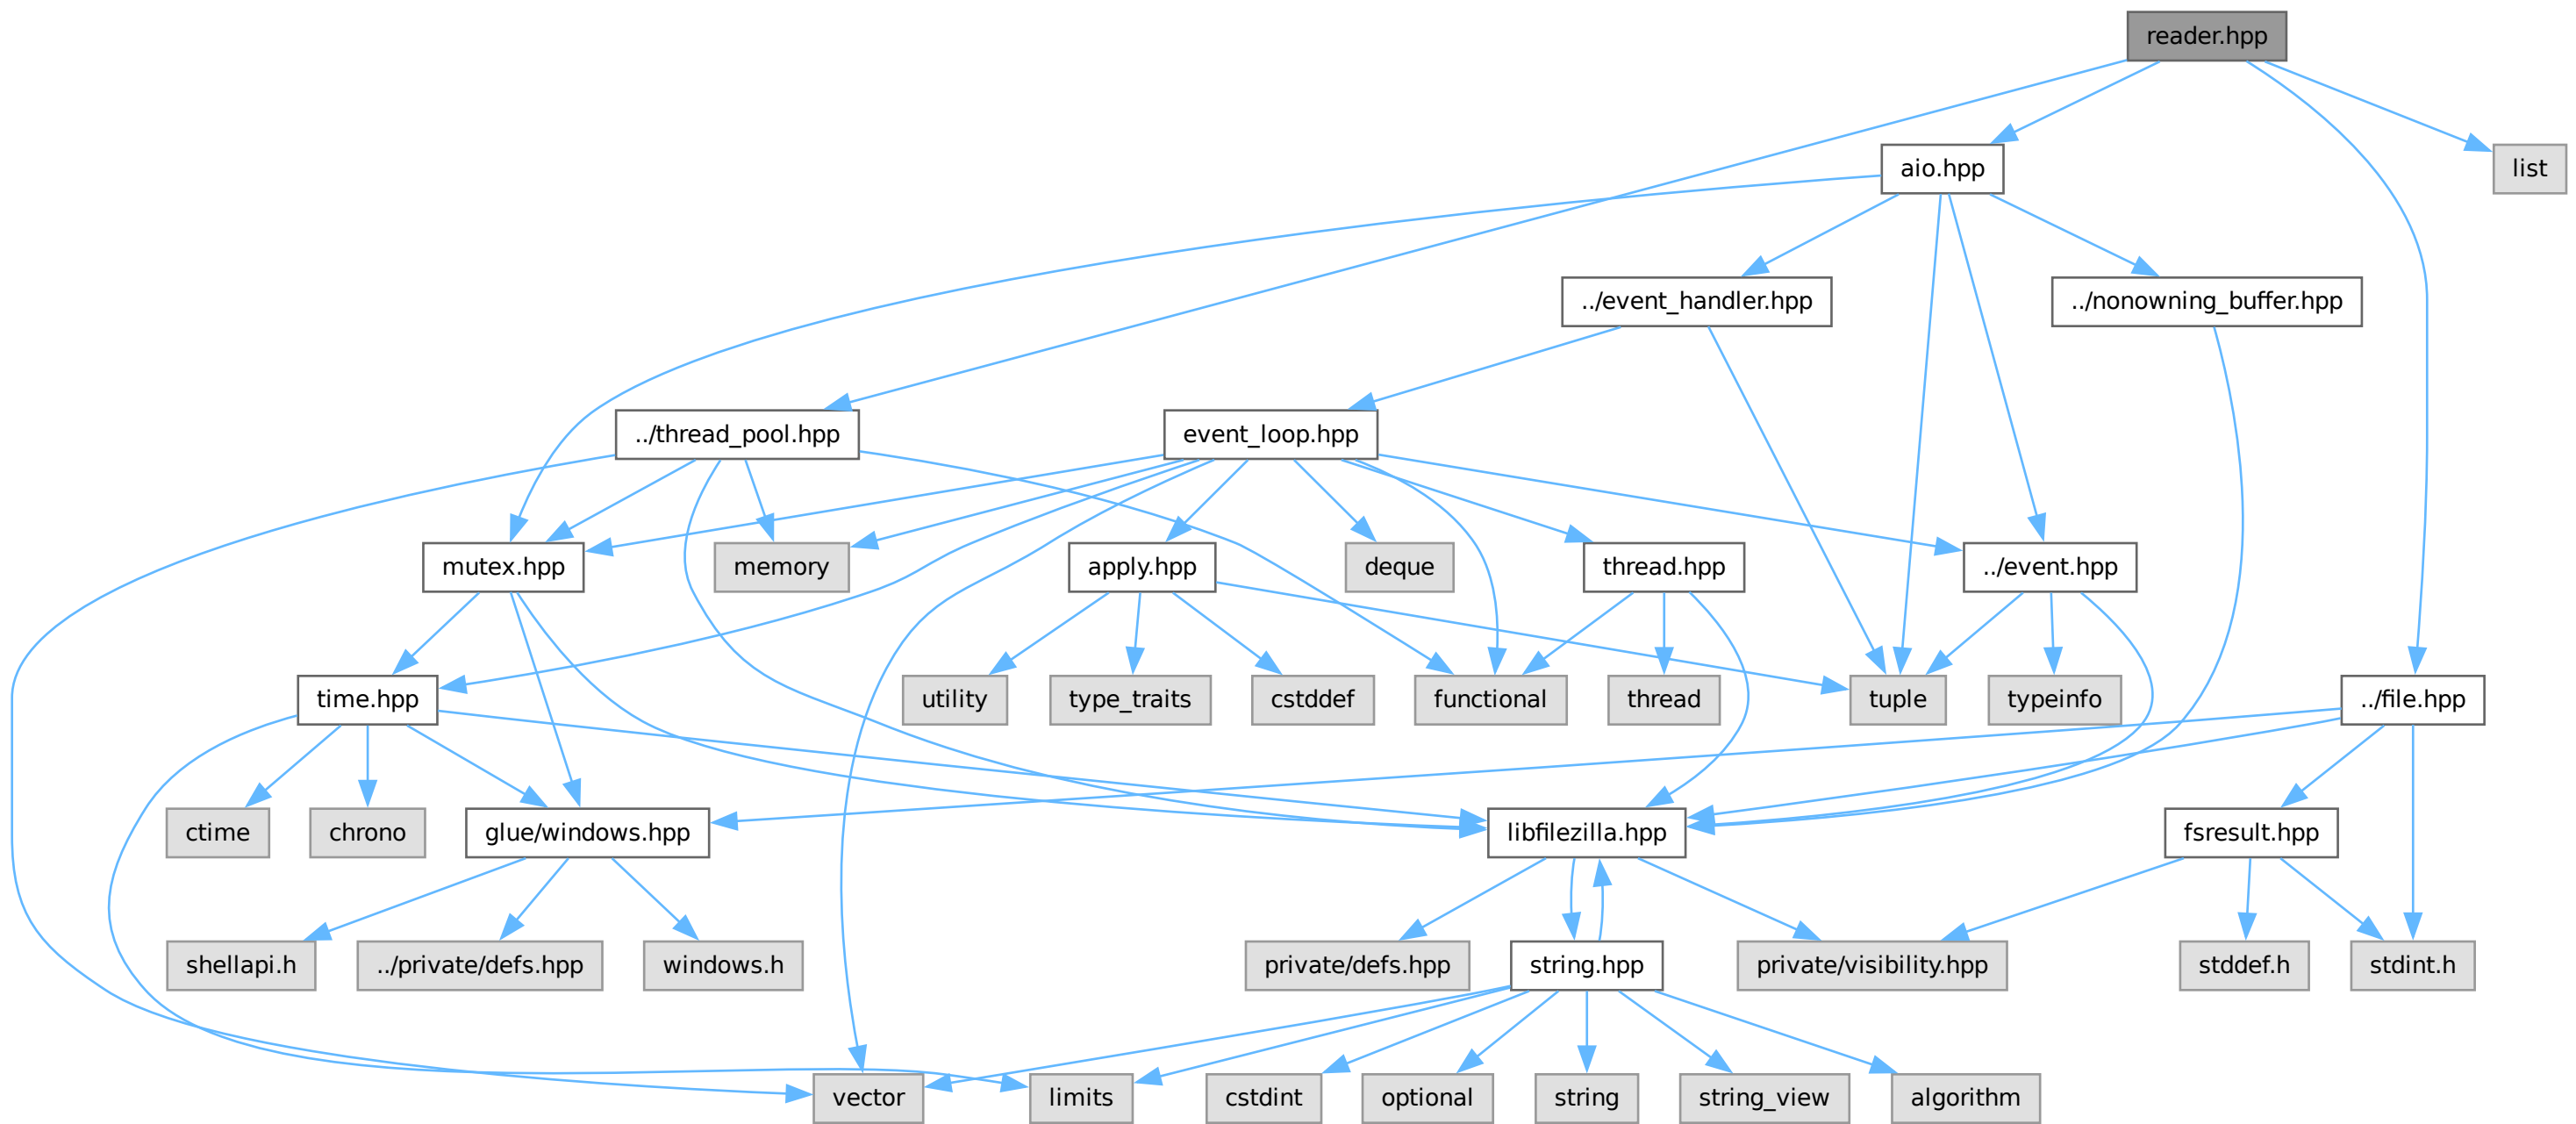 reader.hpp
aio.hpp
list
../event_handler.hpp
../nonowning_buffer.hpp
../thread_pool.hpp
event_loop.hpp
mutex.hpp
memory
apply.hpp
deque
thread.hpp
../event.hpp
time.hpp
utility
type_traits
cstddef
functional
thread
tuple
typeinfo
../file.hpp
ctime
chrono
glue/windows.hpp
libfilezilla.hpp
fsresult.hpp
shellapi.h
../private/defs.hpp
windows.h
private/defs.hpp
string.hpp
private/visibility.hpp
stddef.h
stdint.h
vector
limits
cstdint
optional
string
string_view
algorithm